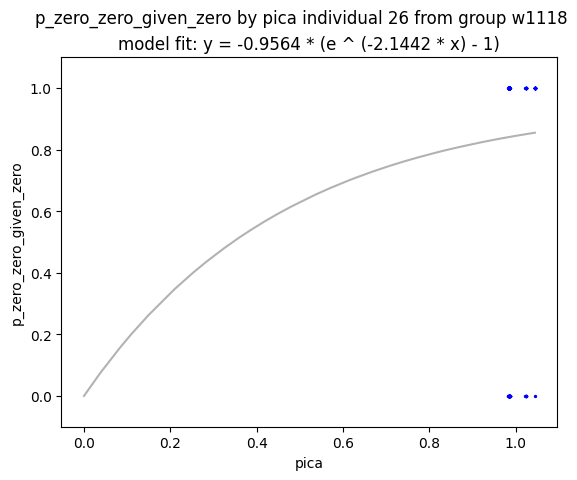 p_zero_zero_given_zero by pica individual 26 from group w1118
model fit: y = -0.9564 * (e ^ (-2.1442 * x) - 1)
1.0
0.8
0.6
0.4
0.2
0.0
p_zero_zero_given_zero
0.0 0.2 0.4 0.6 0.8 1.0
pica